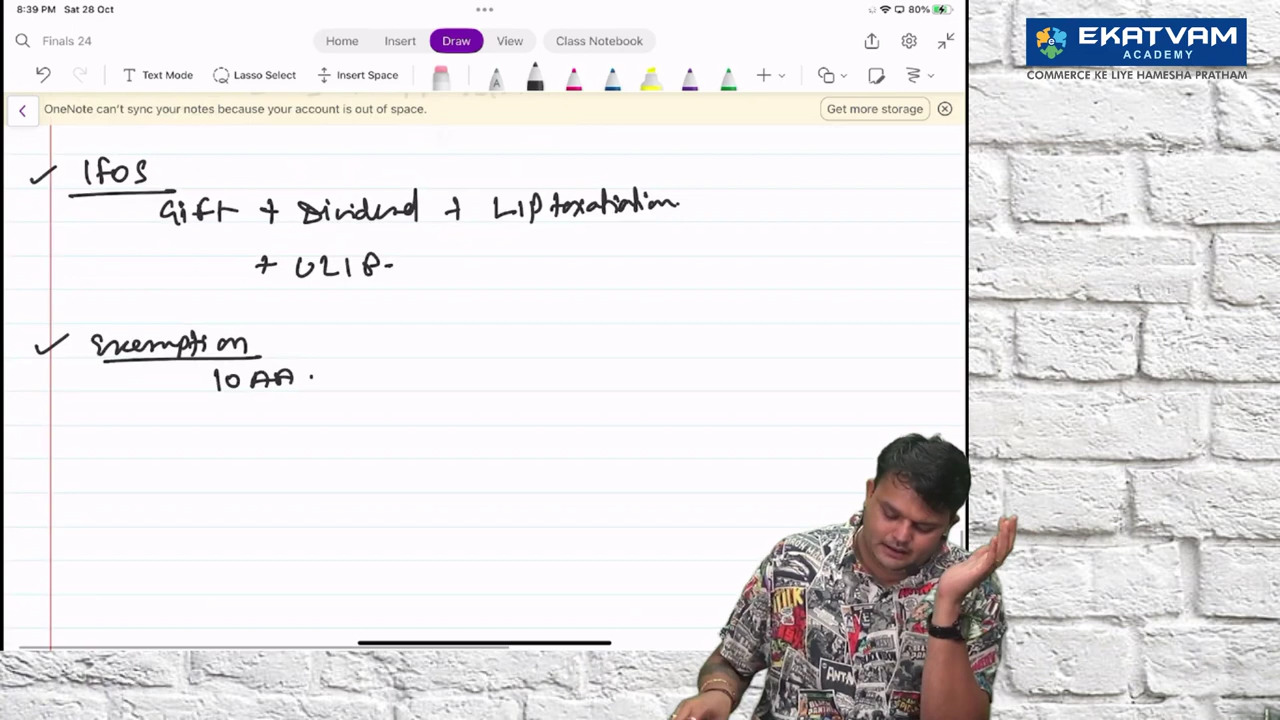 8:39 PM Sat 28 Oct
80%
EKATVAM
ACADEMY
COMMERCE KE LIYE HAMESHA PRATHAM
Finals 24
Insert
Draw
View
Class Notebook
Text Mode
Lasso Select
Insert Space
OneNote can't sync your notes because your account is out of space.
Get more storage
IFOS
Gift + Dividend + LIP taxatiation
+ ULIP.
Exemption
10AA.